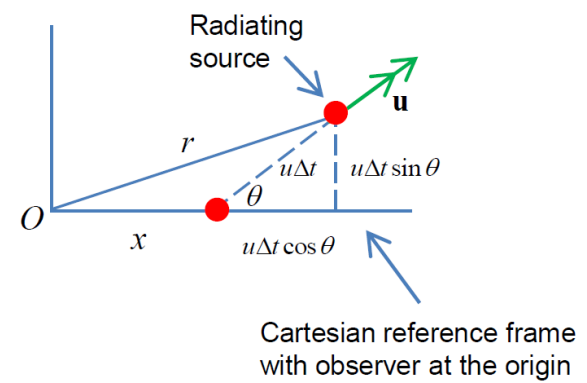 Radiating
source
u
r
uΔt
uΔt sin θ
θ
O
x
uΔt cos θ
Cartesian reference frame
with observer at the origin